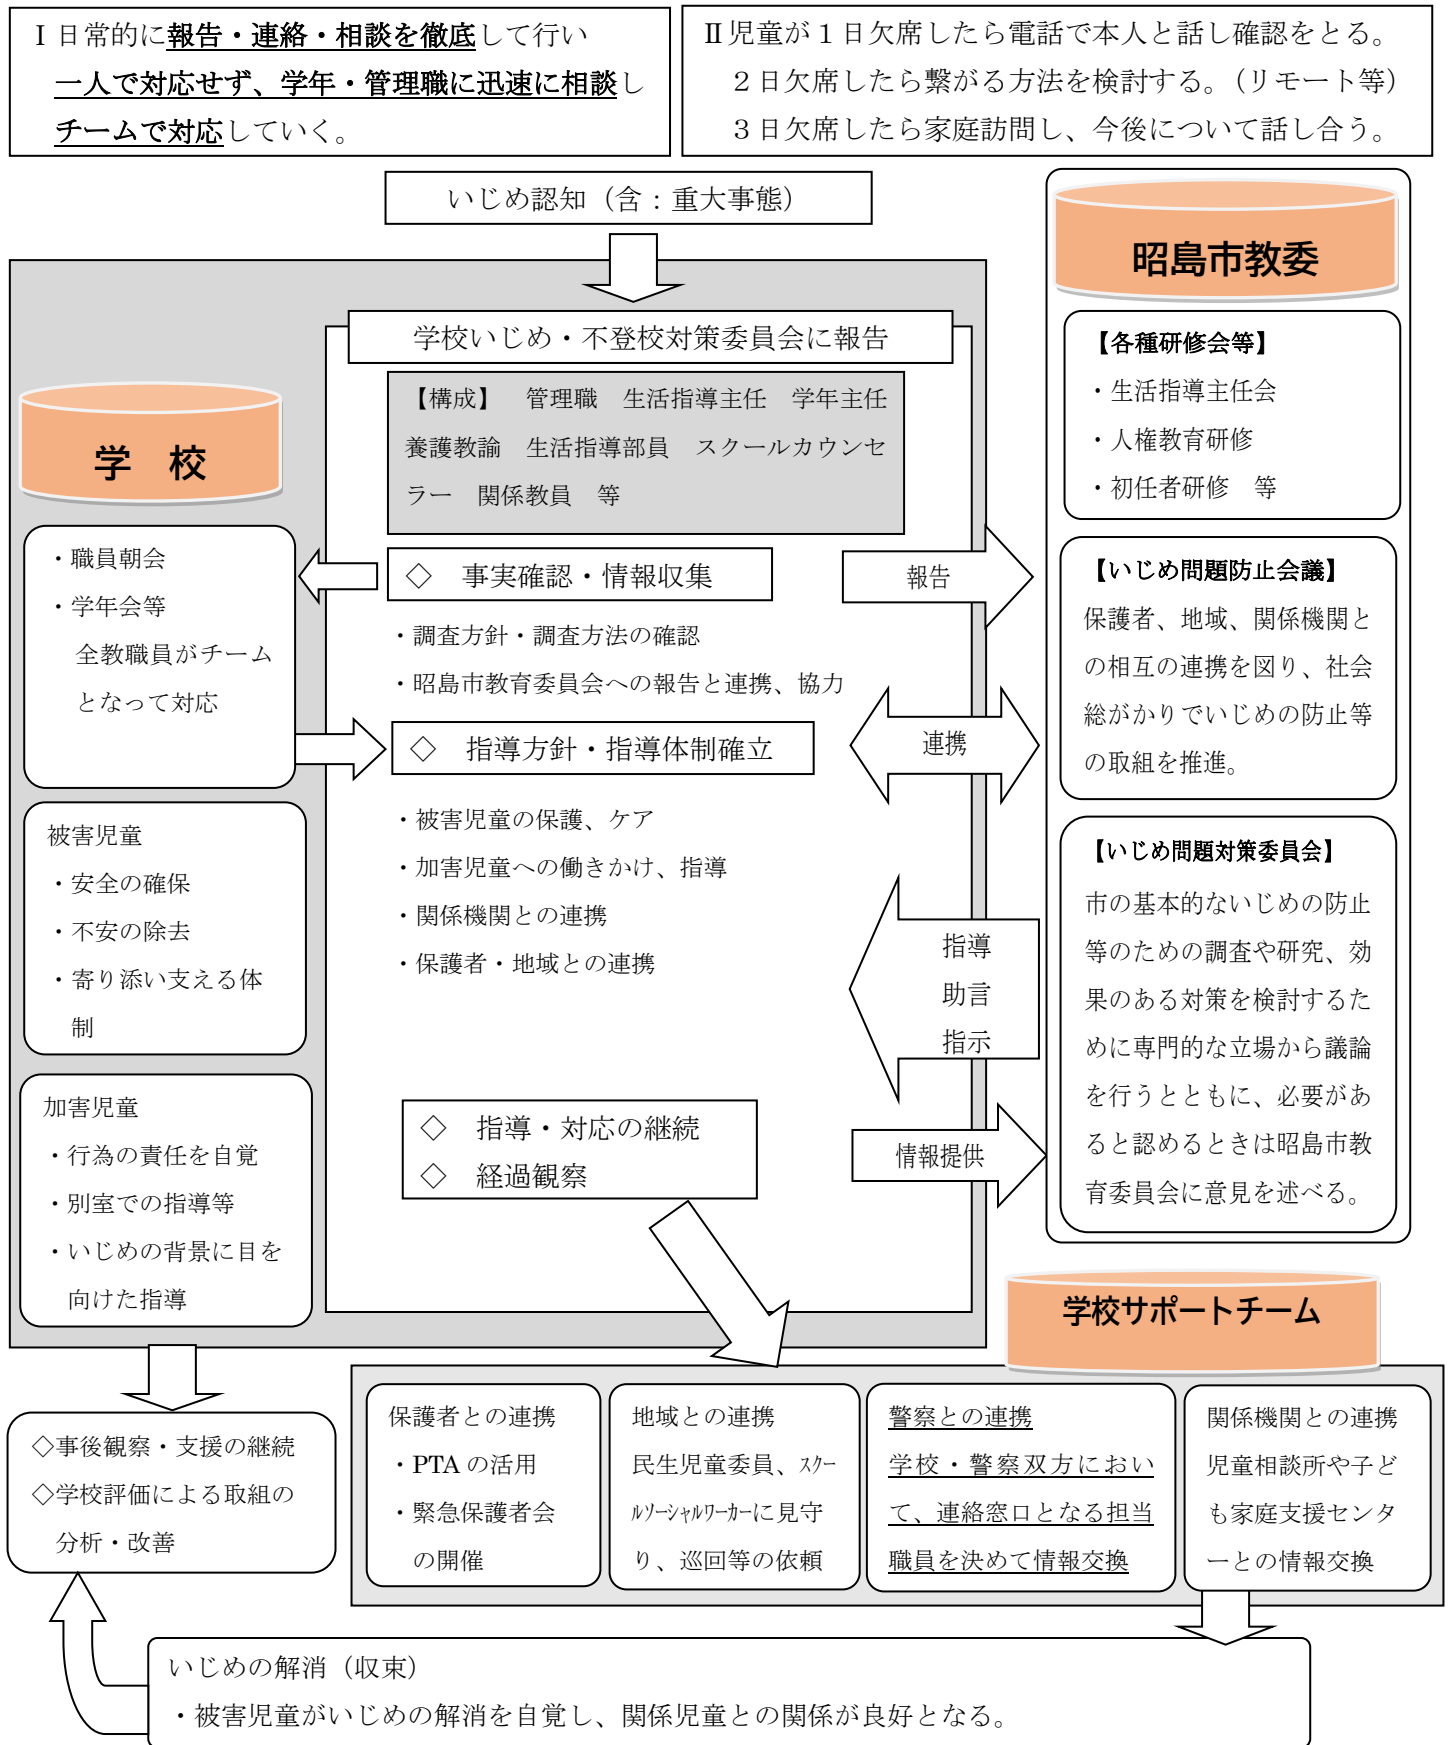 Ⅰ日常的に報告・連絡・相談を徹底して行い
一人で対応せず、学年・管理職に迅速に相談し
チームで対応していく。
Ⅱ児童が１日欠席したら電話で本人と話し確認をとる。
２日欠席したら繋がる方法を検討する。（リモート等）
３日欠席したら家庭訪問し、今後について話し合う。
いじめ認知（含：重大事態）
学校いじめ・不登校対策委員会に報告
【構成】　管理職　生活指導主任　学年主任
養護教諭　生活指導部員　スクールカウンセ
ラー　関係教員　等
学　校
・職員朝会
・学年会等
全教職員がチーム
となって対応
被害児童
・安全の確保
・不安の除去
・寄り添い支える体
制
加害児童
・行為の責任を自覚
・別室での指導等
・いじめの背景に目を
向けた指導
◇　事実確認・情報収集
・調査方針・調査方法の確認
・昭島市教育委員会への報告と連携、協力
◇　指導方針・指導体制確立
・被害児童の保護、ケア
・加害児童への働きかけ、指導
・関係機関との連携
・保護者・地域との連携
◇　指導・対応の継続
◇　経過観察
報告
連携
指導
助言
指示
情報提供
昭島市教委
【各種研修会等】
・生活指導主任会
・人権教育研修
・初任者研修　等
【いじめ問題防止会議】
保護者、地域、関係機関と
の相互の連携を図り、社会
総がかりでいじめの防止等
の取組を推進。
【いじめ問題対策委員会】
市の基本的ないじめの防止
等のための調査や研究、効
果のある対策を検討するた
めに専門的な立場から議論
を行うとともに、必要があ
ると認めるときは昭島市教
育委員会に意見を述べる。
学校サポートチーム
保護者との連携
・PTA の活用
・緊急保護者会
の開催
地域との連携
民生児童委員、ｽｸｰ
ﾙｿｰｼｬﾙﾜｰｶｰに見守
り、巡回等の依頼
警察との連携
学校・警察双方におい
て、連絡窓口となる担当
職員を決めて情報交換
関係機関との連携
児童相談所や子ど
も家庭支援センタ
ーとの情報交換
◇事後観察・支援の継続
◇学校評価による取組の
分析・改善
いじめの解消（収束）
・被害児童がいじめの解消を自覚し、関係児童との関係が良好となる。